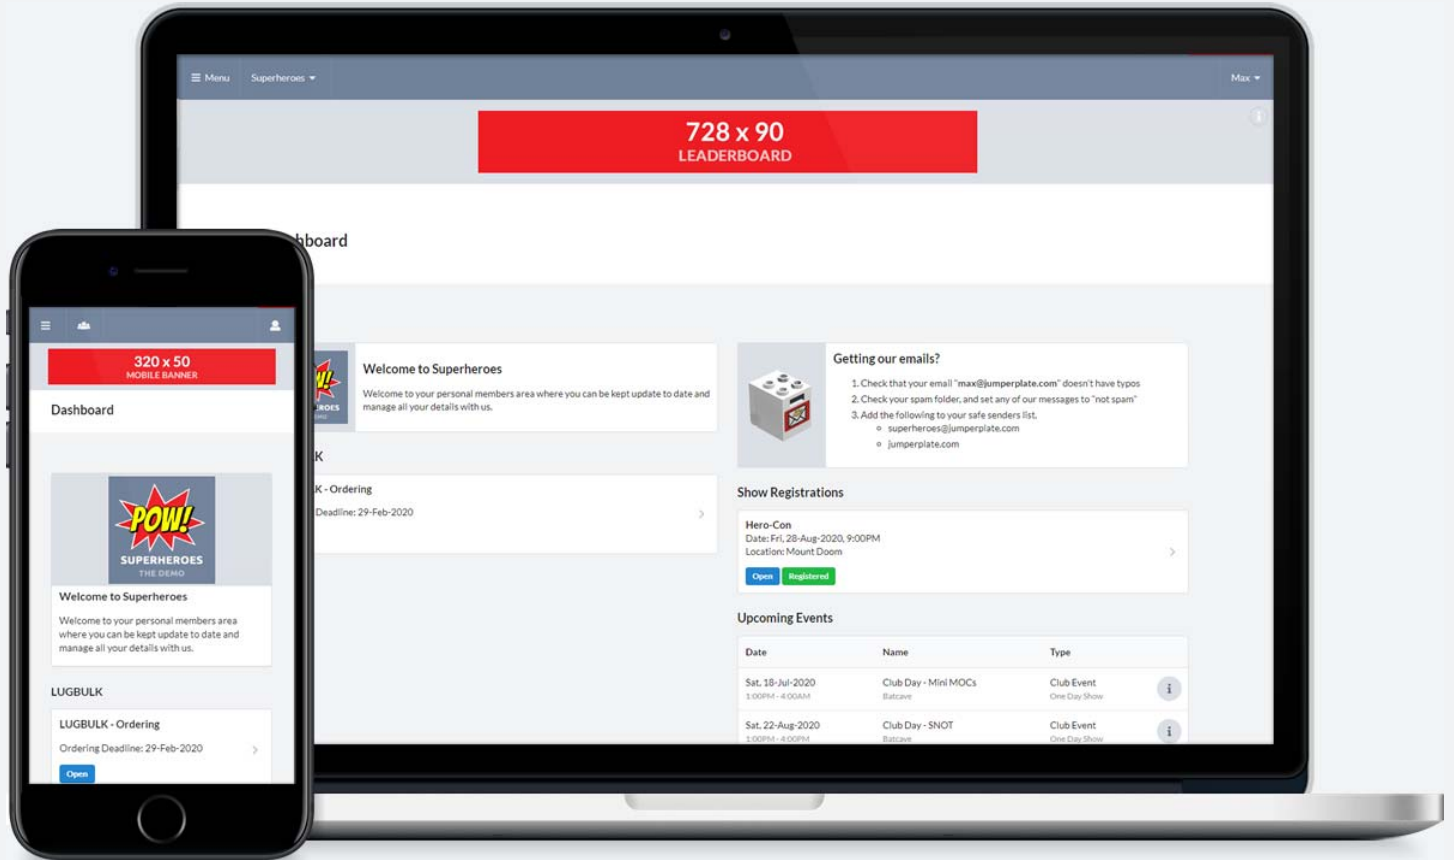 Menu
Superheroes
Max
728 x 90
LEADERBOARD
hboard
Welcome to Superheroes
Welcome to your personal members area where you can be kept update to date and
manage all your details with us.
K
K - Ordering
Deadline: 29-Feb-2020
Getting our emails?
1. Check that your email "max@jumperplate.com" doesn't have typos
2. Check your spam folder, and set any of our messages to "not spam"
3. Add the following to your safe senders list.
superheroes@jumperplate.com
jumperplate.com
Show Registrations
Hero-Con
Date: Fri, 28-Aug-2020, 9:00PM
Location: Mount Doom
Open Registered
Upcoming Events
Date Name Type
Sat, 18-Jul-2020 Club Day - Mini MOCs Club Event
1:00PM - 4:00AM Batcave One Day Show
Sat, 22-Aug-2020 Club Day - SNOT Club Event
1:00PM - 4:00PM Batcave One Day Show
320 x 50
MOBILE BANNER
Dashboard
POW!
SUPERHEROES
THE DEMO
Welcome to Superheroes
Welcome to your personal members area
where you can be kept update to date and
manage all your details with us.
LUGBULK
LUGBULK - Ordering
Ordering Deadline: 29-Feb-2020
Open